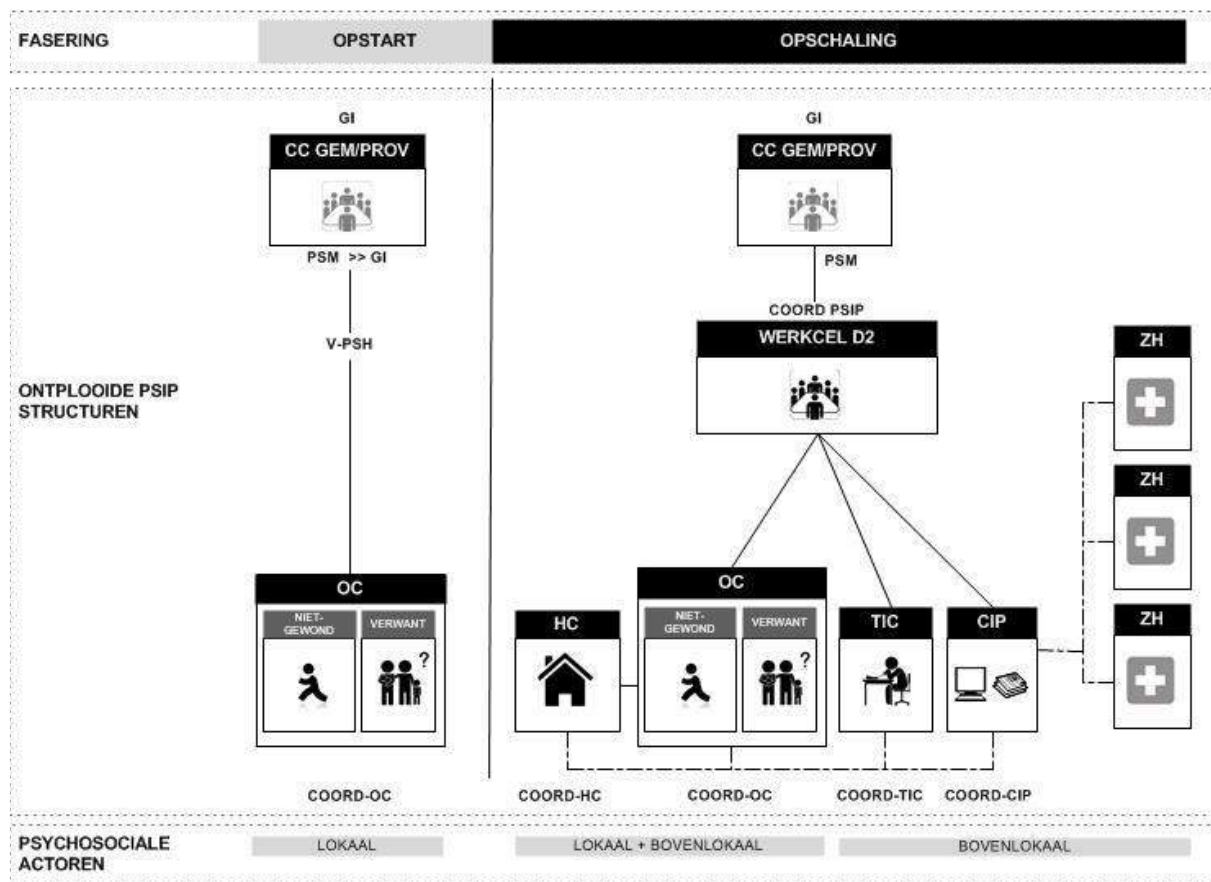 FASERING
OPSTART
OPSCHALING
GI
CC GEM/PROV
PSM >> GI
V-PSH
OC
NIET-
GEWOND
VERWANT
?
COORD-OC
GI
CC GEM/PROV
PSM
COORD PSIP
WERKCEL D2
ONTPLOOIDE PSIP
STRUCTUREN
HC
OC
NIET-
GEWOND
VERWANT
?
TIC
CIP
ZH
ZH
ZH
COORD-HC
COORD-OC
COORD-TIC
COORD-CIP
PSYCHOSOCIALE
ACTOREN
LOKAAL
LOKAAL + BOVENLOKAAL
BOVENLOKAAL